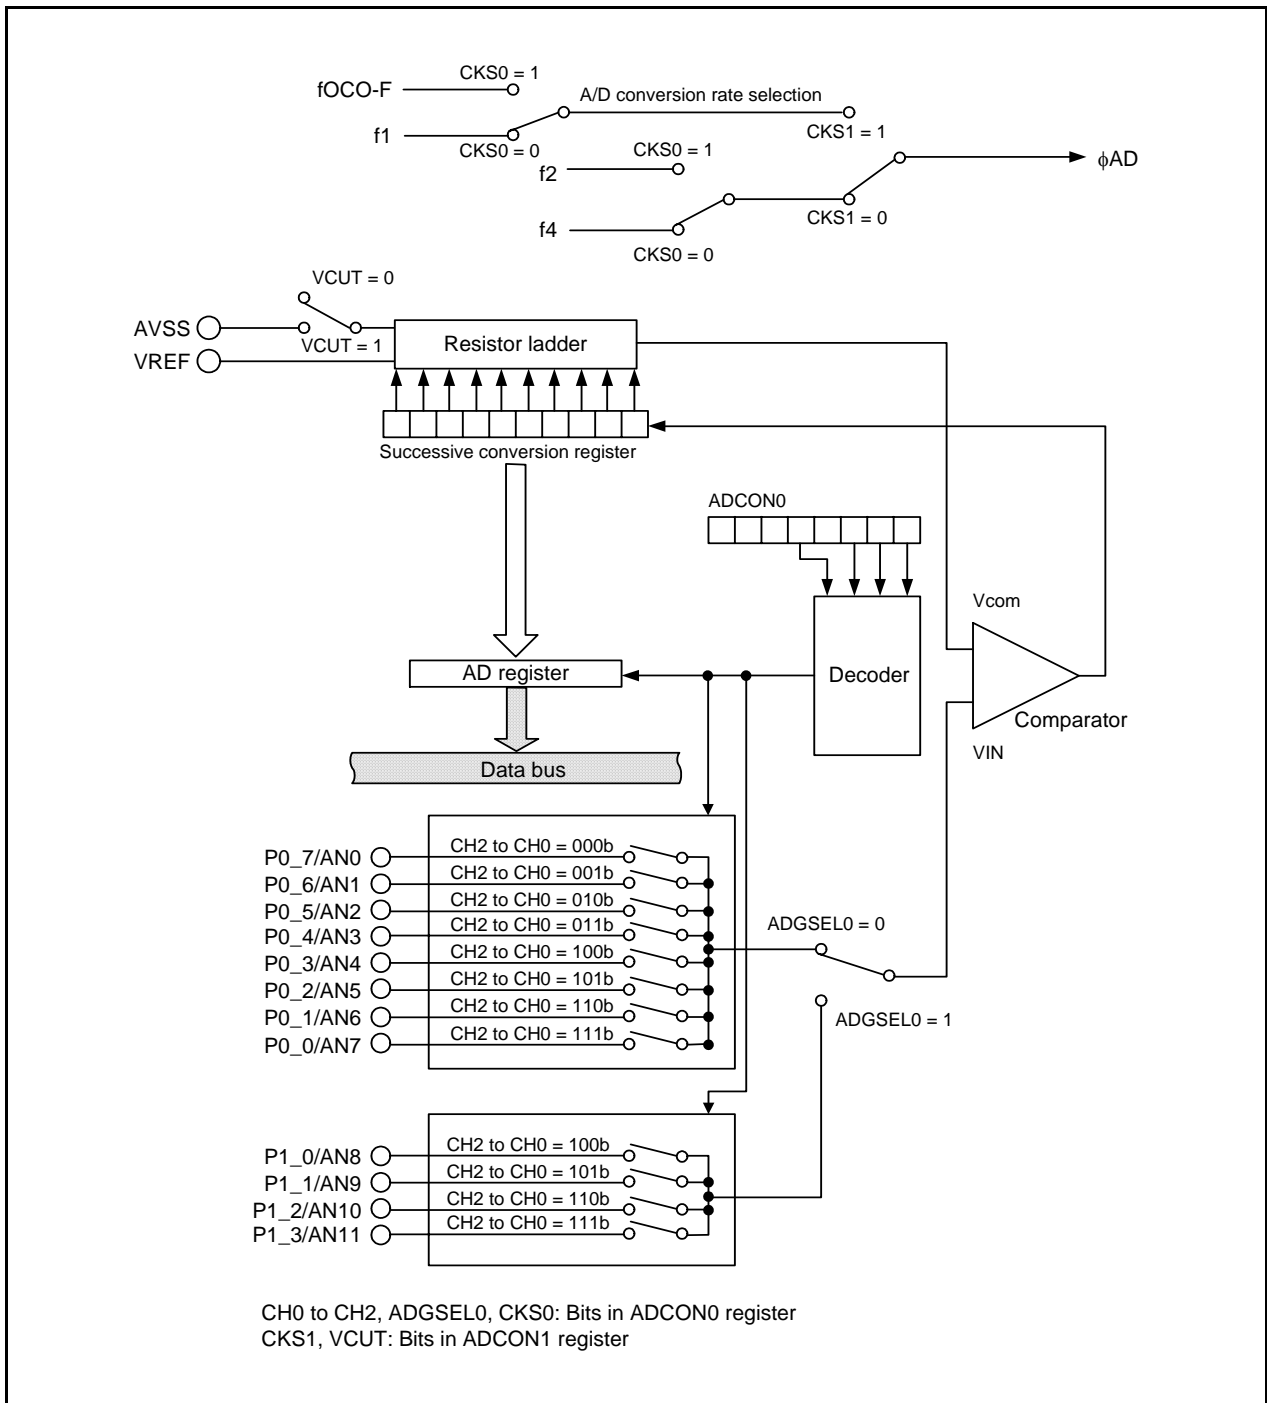 CKS0 = 1
fOCO-F
A/D conversion rate selection
f1
CKS0 = 0
CKS1 = 1
CKS0 = 1
f2
ϕAD
CKS1 = 0
f4
CKS0 = 0
VCUT = 0
AVSS
VCUT = 1
VREF
Resistor ladder
Successive conversion register
ADCON0
Vcom
Decoder
AD register
Comparator
VIN
Data bus
P0_7/AN0 CH2 to CH0 = 000b
P0_6/AN1 CH2 to CH0 = 001b
P0_5/AN2 CH2 to CH0 = 010b
P0_4/AN3 CH2 to CH0 = 011b
P0_3/AN4 CH2 to CH0 = 100b
P0_2/AN5 CH2 to CH0 = 101b
P0_1/AN6 CH2 to CH0 = 110b
P0_0/AN7 CH2 to CH0 = 111b
ADGSEL0 = 0
ADGSEL0 = 1
P1_0/AN8 CH2 to CH0 = 100b
P1_1/AN9 CH2 to CH0 = 101b
P1_2/AN10 CH2 to CH0 = 110b
P1_3/AN11 CH2 to CH0 = 111b
CH0 to CH2, ADGSEL0, CKS0: Bits in ADCON0 register
CKS1, VCUT: Bits in ADCON1 register